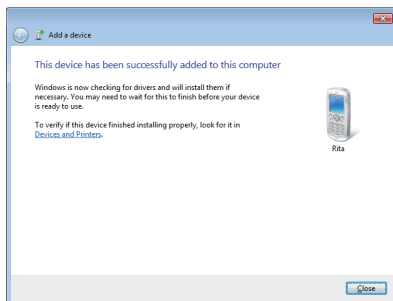 Add a device
This device has been successfully added to this computer
Windows is now checking for drivers and will install them if
necessary. You may need to wait for this to finish before your device
is ready to use.
To verify if this device finished installing properly, look for it in
Devices and Printers.
Rita
Close